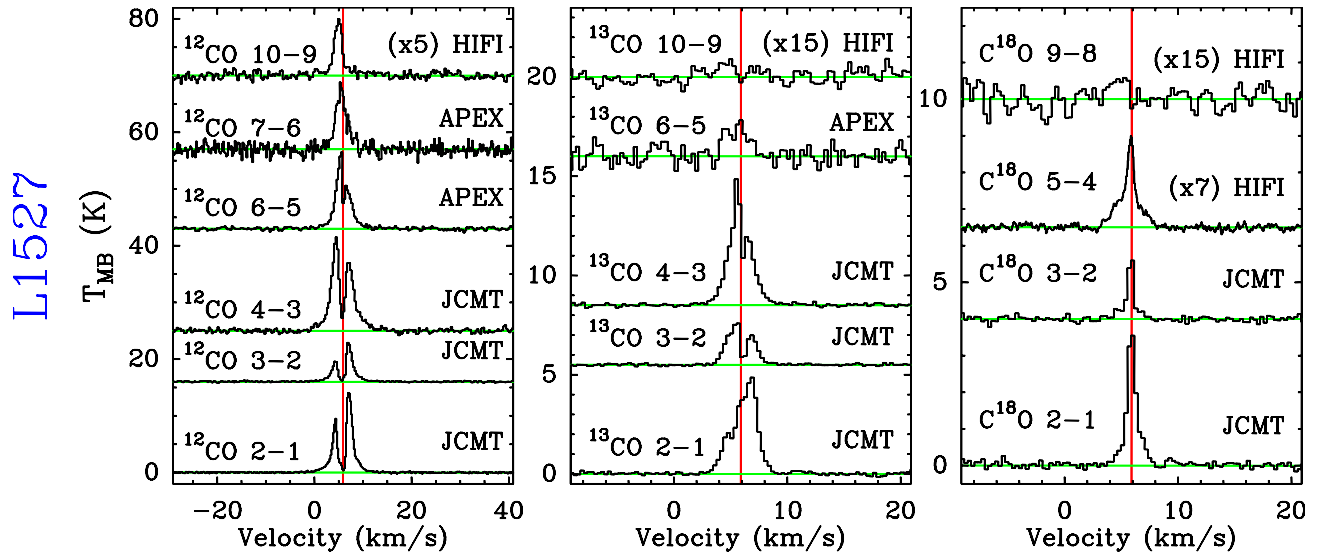 L1527
T_MB (K)
80
60
40
20
0
¹²CO 10−9 (x5) HIFI
¹²CO 7−6 APEX
¹²CO 6−5 APEX
¹²CO 4−3 JCMT
¹²CO 3−2 JCMT
¹²CO 2−1 JCMT
−20 0 20 40
Velocity (km/s)
20
15
10
5
0
¹³CO 10−9 (x15) HIFI
¹³CO 6−5 APEX
¹³CO 4−3 JCMT
¹³CO 3−2 JCMT
¹³CO 2−1 JCMT
0 10 20
Velocity (km/s)
10
5
0
C¹⁸O 9−8 (x15) HIFI
C¹⁸O 5−4 (x7) HIFI
C¹⁸O 3−2 JCMT
C¹⁸O 2−1 JCMT
0 10 20
Velocity (km/s)